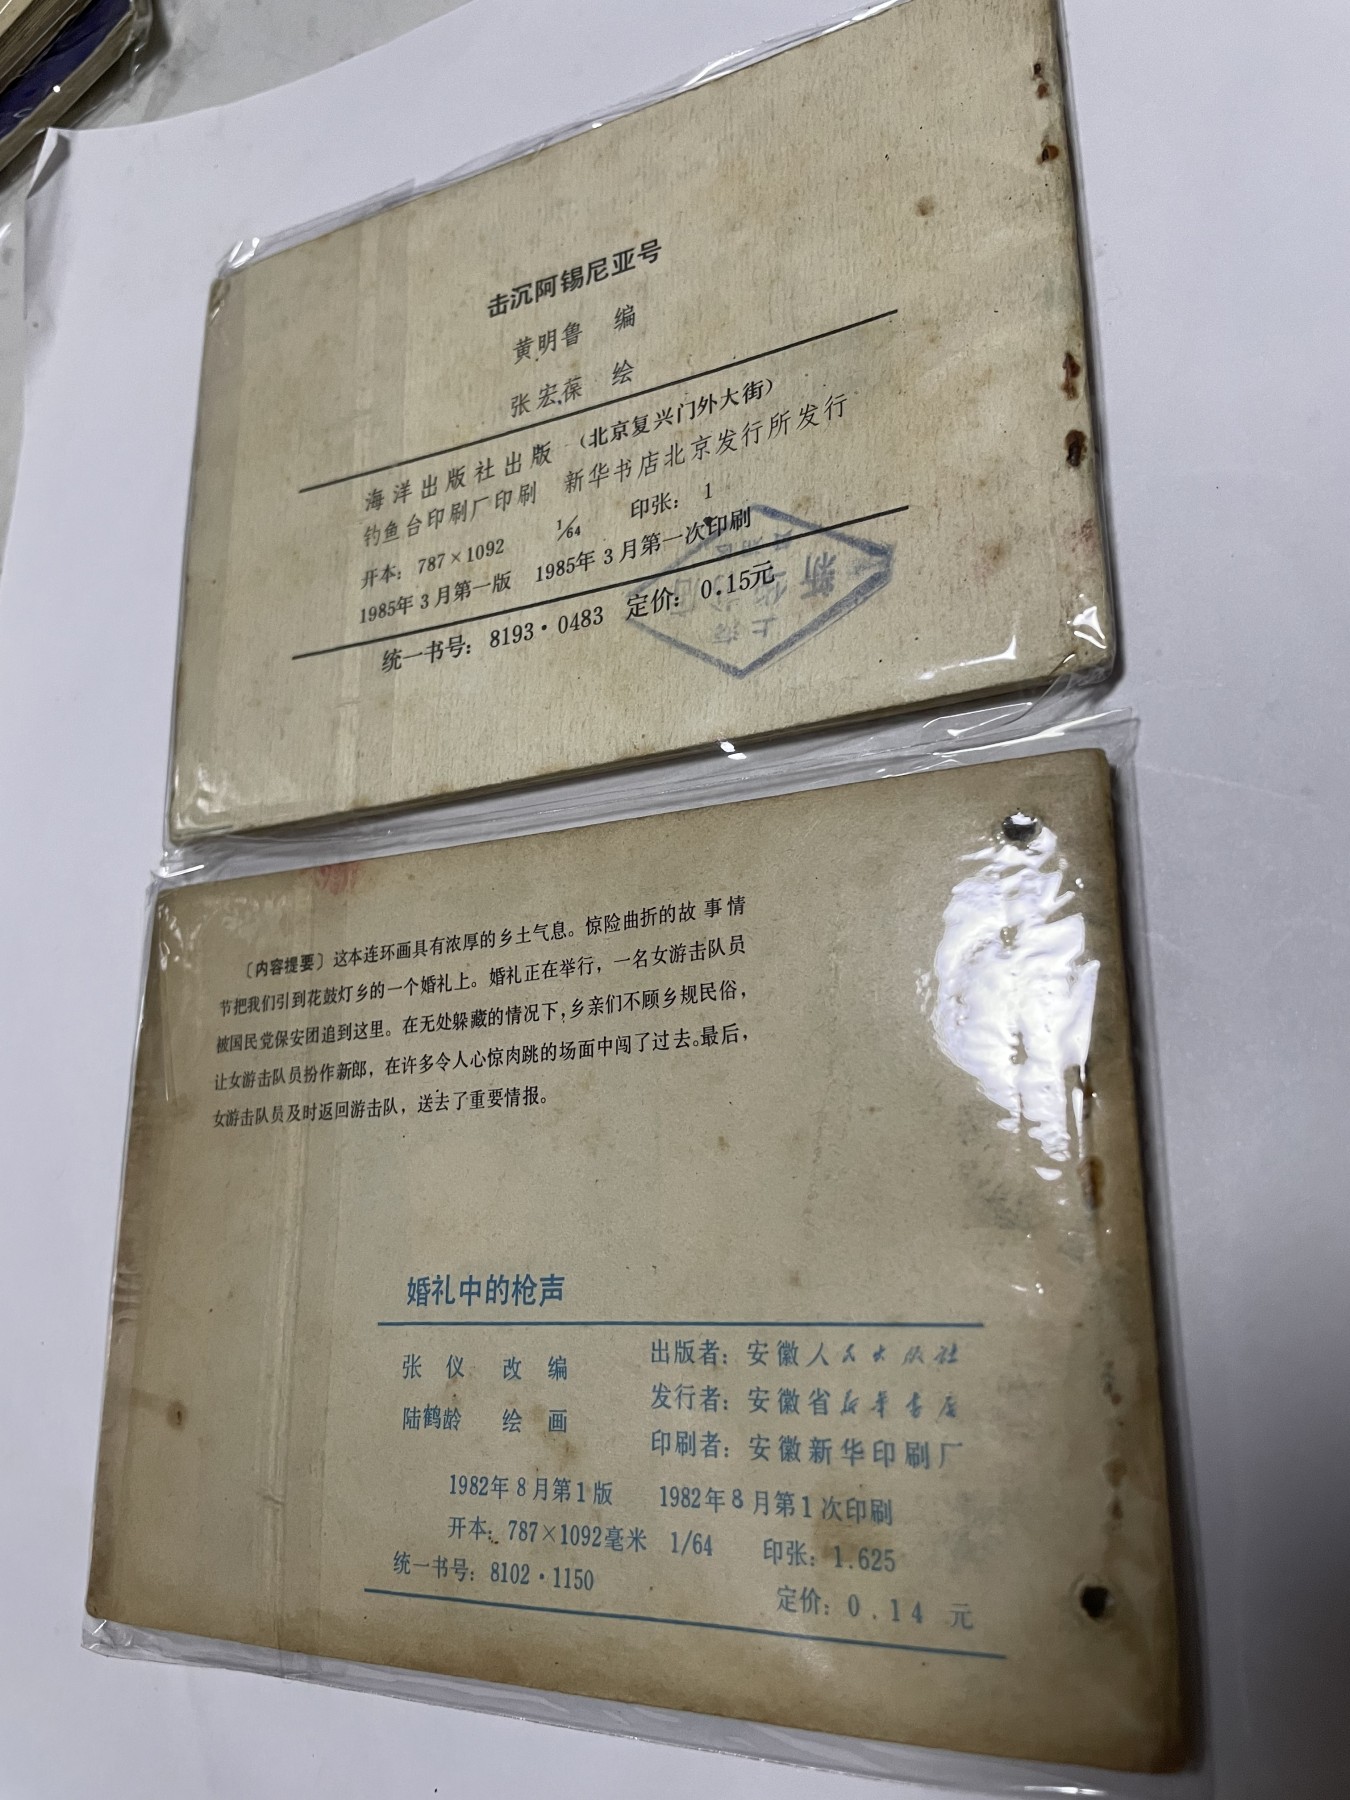 击沉阿锡尼亚号
黄明鲁 编
张宏葆 绘
海洋出版社出版 (北京复兴门外大街)
钓鱼台印刷厂印刷 新华书店北京发行所发行
开本: 787×1092 1/64 印张: 1
1985年3月第一版 1985年3月第一次印刷
统一书号: 8193·0483 定价: 0.15元
上海
新华书店
〔内容提要〕这本连环画具有浓厚的乡土气息。惊险曲折的故事情
节把我们引到花鼓灯乡的一个婚礼上。婚礼正在举行，一名女游击队员
被国民党保安团追到这里。在无处躲藏的情况下，乡亲们不顾乡规民俗，
让女游击队员扮作新郎，在许多令人心惊肉跳的场面中闯了过去。最后，
女游击队员及时返回游击队，送去了重要情报。
婚礼中的枪声
张仪 改编
陆鹤龄 绘画
出版者: 安徽人民出版社
发行者: 安徽省新华书店
印刷者: 安徽新华印刷厂
1982年8月第1版 1982年8月第1次印刷
开本: 787×1092毫米 1/64 印张: 1.625
统一书号: 8102·1150 定价: 0.14元